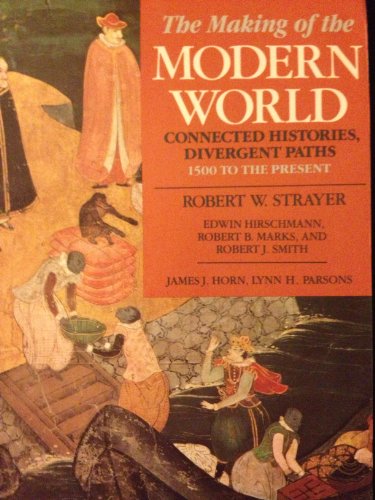 The Making of the
MODERN
WORLD
CONNECTED HISTORIES,
DIVERGENT PATHS
1500 TO THE PRESENT
ROBERT W. STRAYER
EDWIN HIRSCHMANN,
ROBERT B. MARKS, AND
ROBERT J. SMITH
JAMES J. HORN, LYNN H. PARSONS